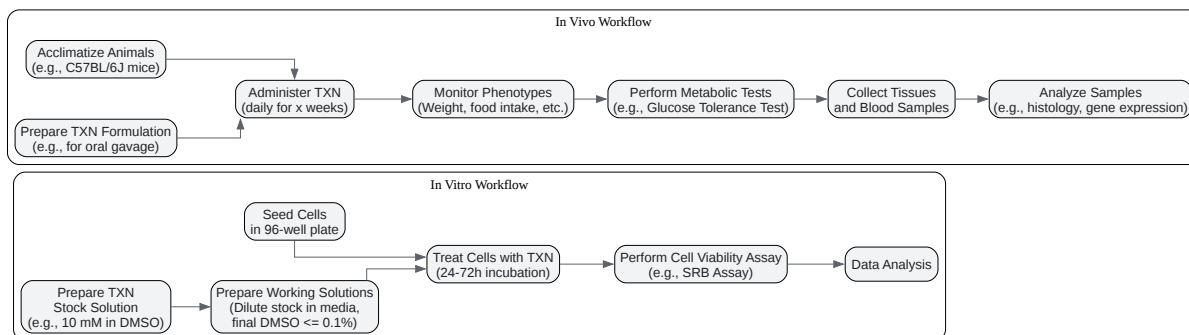 In Vivo Workflow
Acclimatize Animals
(e.g., C57BL/6J mice)
Prepare TXN Formulation
(e.g., for oral gavage)
Administer TXN
(daily for x weeks)
Monitor Phenotypes
(Weight, food intake, etc.)
Perform Metabolic Tests
(e.g., Glucose Tolerance Test)
Collect Tissues
and Blood Samples
Analyze Samples
(e.g., histology, gene expression)
In Vitro Workflow
Seed Cells
in 96-well plate
Prepare TXN
Stock Solution
(e.g., 10 mM in DMSO)
Prepare Working Solutions
(Dilute stock in media,
final DMSO <= 0.1%)
Treat Cells with TXN
(24-72h incubation)
Perform Cell Viability Assay
(e.g., SRB Assay)
Data Analysis